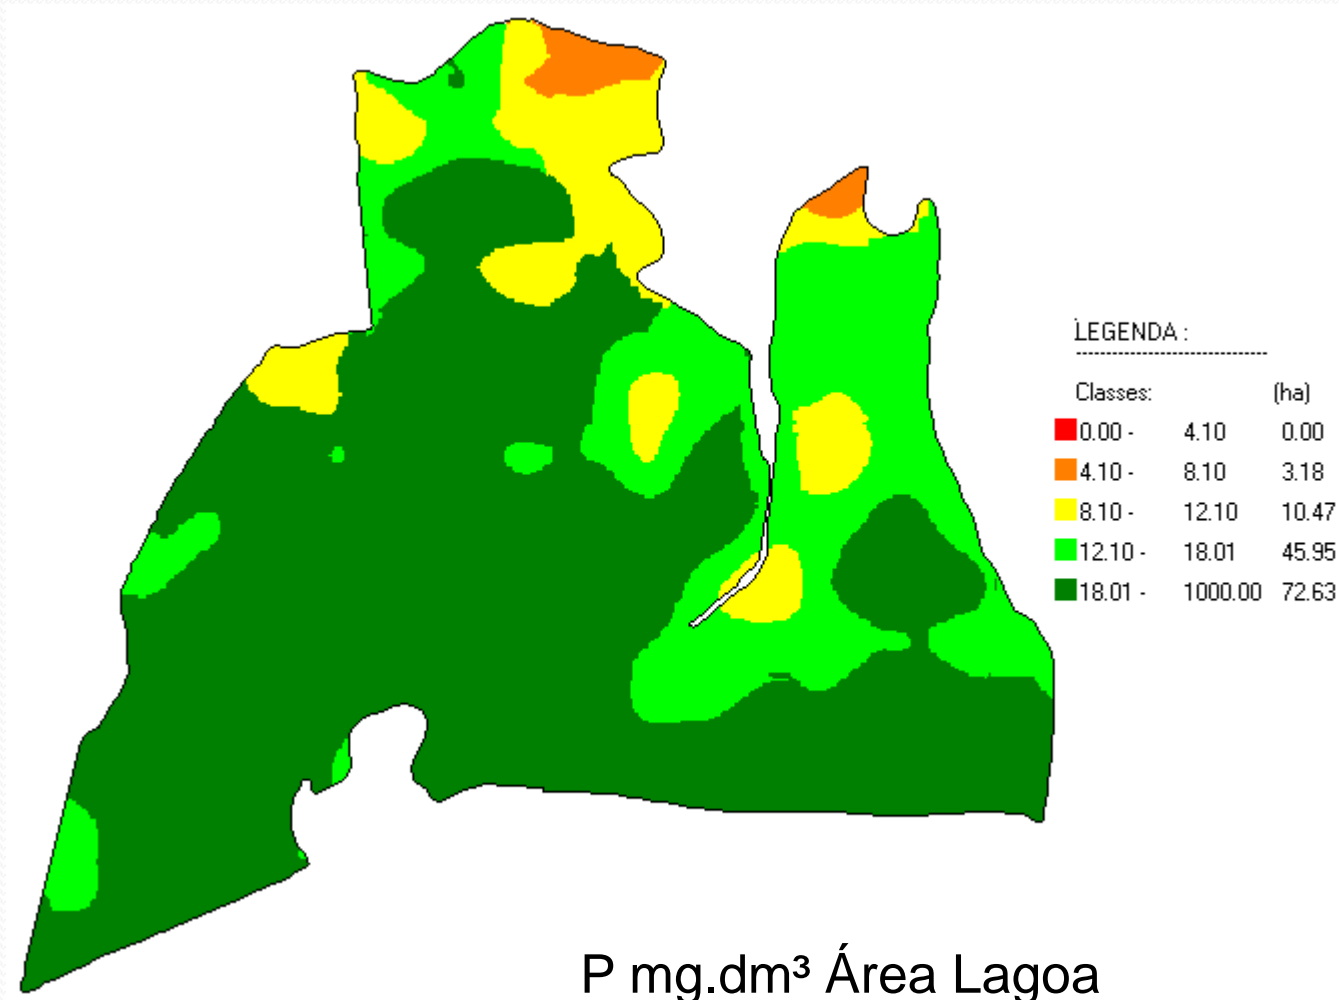 LEGENDA :
--------------------------------
Classes: (ha)
0.00 - 4.10 0.00
4.10 - 8.10 3.18
8.10 - 12.10 10.47
12.10 - 18.01 45.95
18.01 - 1000.00 72.63
P mg.dm³ Área Lagoa